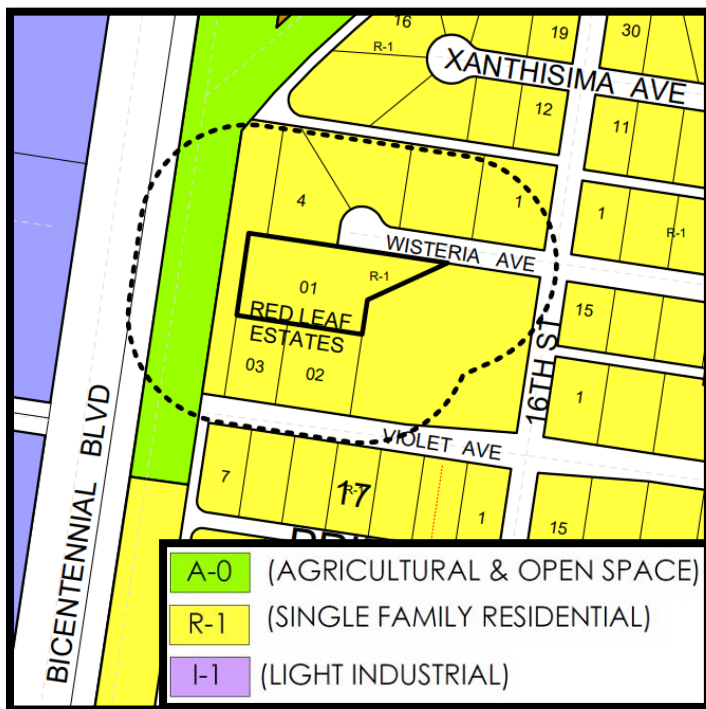 16
19
30
R-1
XANTHISIMA AVE
12
11
4
1
1
R-1
WISTERIA AVE
R-1
01
15
RED LEAF
ESTATES
16TH ST
03
02
1
VIOLET AVE
BICENTENNIAL BLVD
7
17
R-1
1
15
A-0 (AGRICULTURAL & OPEN SPACE)
R-1 (SINGLE FAMILY RESIDENTIAL)
I-1 (LIGHT INDUSTRIAL)